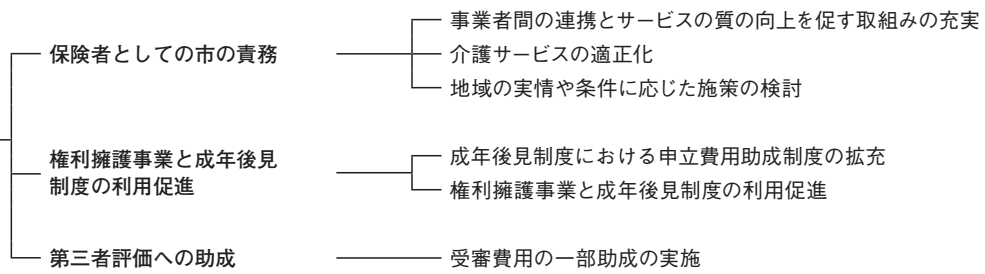 保険者としての市の責務
事業者間の連携とサービスの質の向上を促す取組みの充実
介護サービスの適正化
地域の実情や条件に応じた施策の検討
権利擁護事業と成年後見
制度の利用促進
成年後見制度における申立費用助成制度の拡充
権利擁護事業と成年後見制度の利用促進
第三者評価への助成
受審費用の一部助成の実施